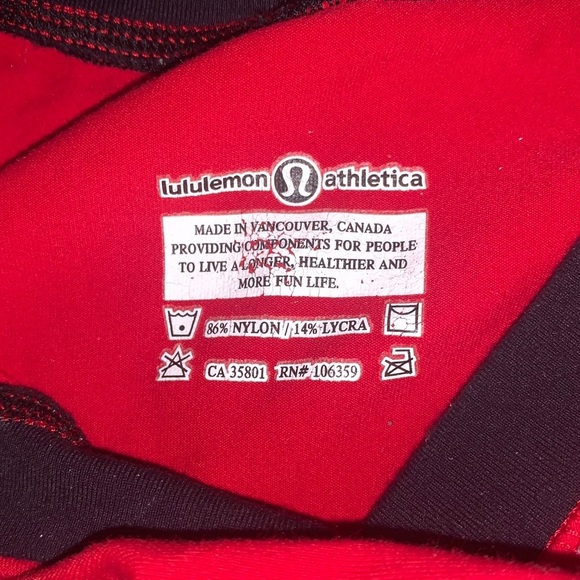 lululemon athletica
MADE IN VANCOUVER, CANADA
PROVIDING COMPONENTS FOR PEOPLE
TO LIVE A LONGER, HEALTHIER AND
MORE FUN LIFE.
86% NYLON / 14% LYCRA
CA 35801 RN# 106359